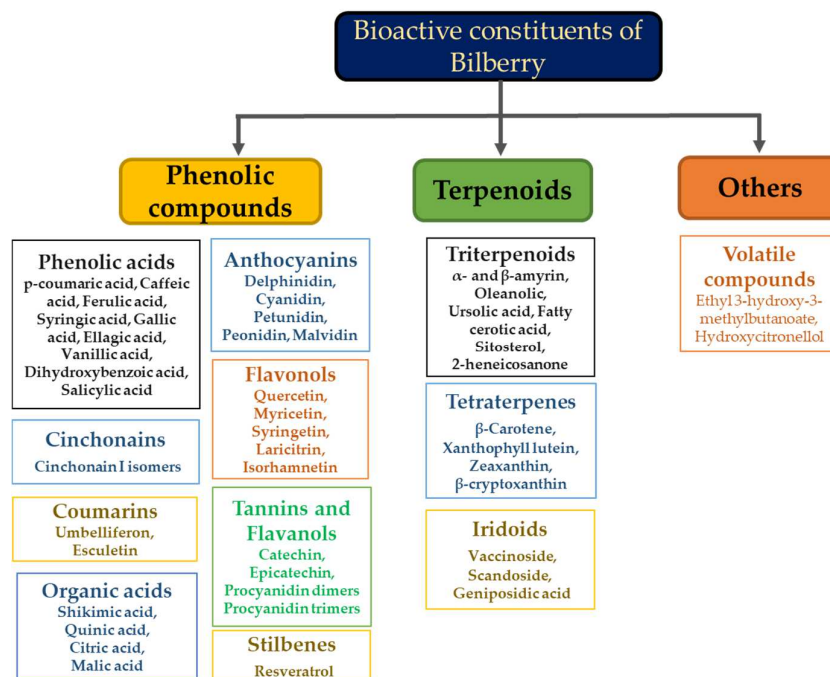 Bioactive constituents of
Bilberry
Phenolic
compounds
Terpenoids
Others
Phenolic acids
p-coumaric acid, Caffeic
acid, Ferulic acid,
Syringic acid, Gallic
acid, Ellagic acid,
Vanillic acid,
Dihydroxybenzoic acid,
Salicylic acid
Cinchonains
Cinchonain I isomers
Coumarins
Umbelliferon,
Esculetin
Organic acids
Shikimic acid,
Quinic acid,
Citric acid,
Malic acid
Anthocyanins
Delphinidin,
Cyanidin,
Petunidin,
Peonidin, Malvidin
Flavonols
Quercetin,
Myricetin,
Syringetin,
Laricitrin,
Isorhamnetin
Tannins and
Flavanols
Catechin,
Epicatechin,
Procyanidin dimers
Procyanidin trimers
Stilbenes
Resveratrol
Triterpenoids
α- and β-amyrin,
Oleanolic,
Ursolic acid, Fatty
cerotic acid,
Sitosterol,
2-heneicosanone
Tetraterpenes
β-Carotene,
Xanthophyll lutein,
Zeaxanthin,
β-cryptoxanthin
Iridoids
Vaccinoside,
Scandoside,
Geniposidic acid
Volatile
compounds
Ethyl 3-hydroxy-3-
methylbutanoate,
Hydroxycitronellol